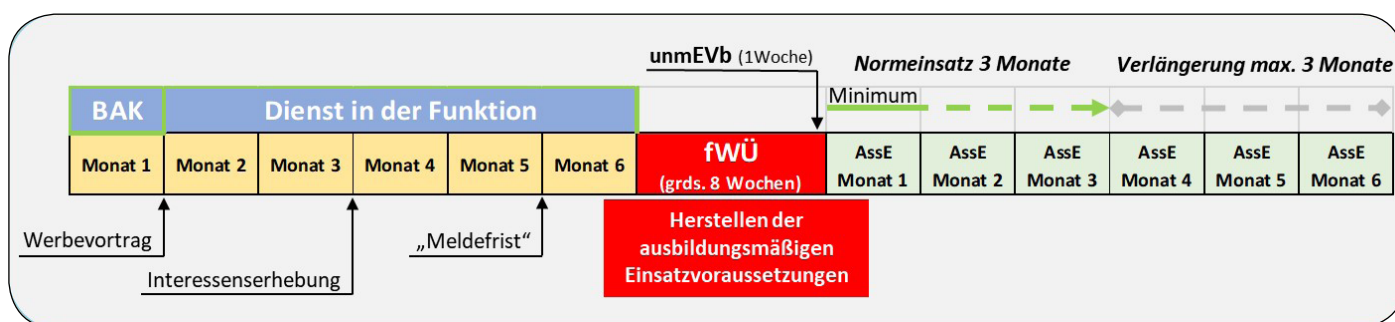 unmEVb (1Woche)
Normeinsatz 3 Monate
Verlängerung max. 3 Monate
BAK
Dienst in der Funktion
Minimum
Monat 1
Monat 2
Monat 3
Monat 4
Monat 5
Monat 6
fWÜ
(grds. 8 Wochen)
AssE
Monat 1
AssE
Monat 2
AssE
Monat 3
AssE
Monat 4
AssE
Monat 5
AssE
Monat 6
Werbevortrag
Interessenserhebung
„Meldefrist“
Herstellen der
ausbildungsmäßigen
Einsatzvoraussetzungen